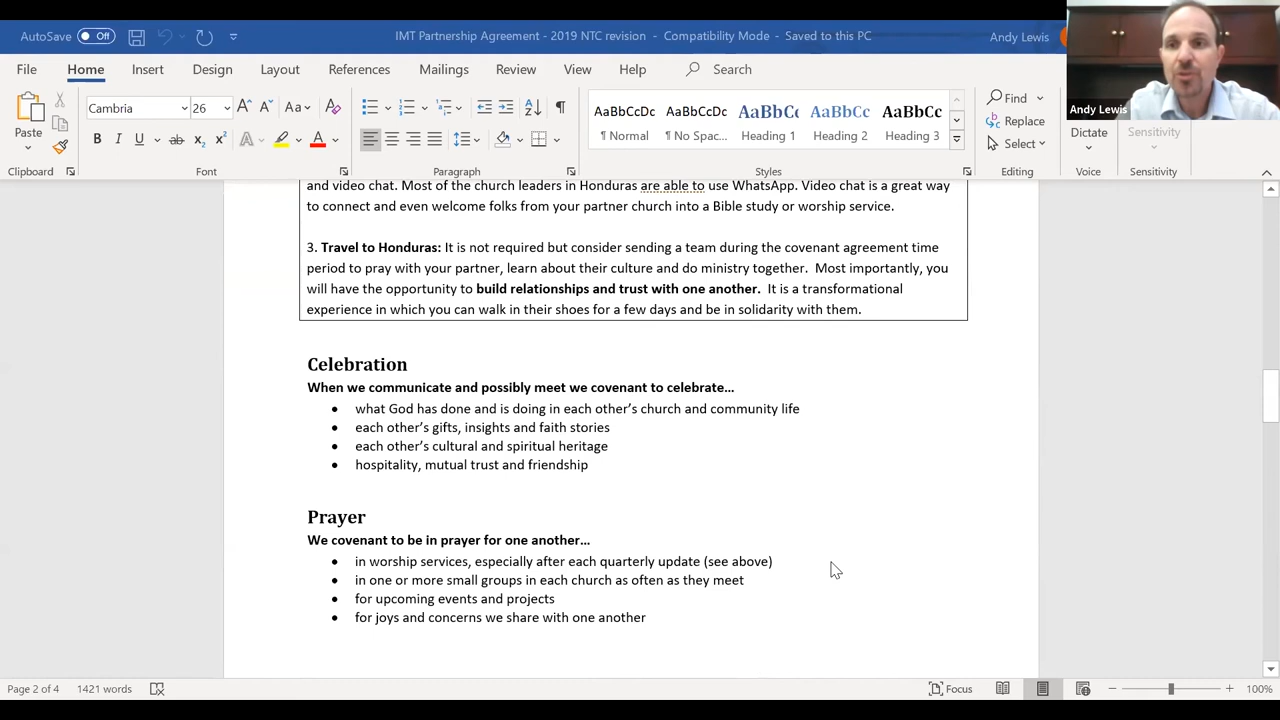 AutoSave Off
IMT Partnership Agreement - 2019 NTC revision - Compatibility Mode - Saved to this PC
Andy Lewis
File Home Insert Design Layout References Mailings Review View Help Search
Andy Lewis
Cambria 26 Aa
AaBbCcDc AaBbCcDc AaBbCc AaBbCc AaBbCc
¶ Normal ¶ No Spac... Heading 1 Heading 2 Heading 3
Find
Replace
Select
Paste
B I U ab x₂ x² A A
Dictate Sensitivity
Clipboard Font Paragraph Styles Editing Voice Sensitivity
and video chat. Most of the church leaders in Honduras are able to use WhatsApp. Video chat is a great way
to connect and even welcome folks from your partner church into a Bible study or worship service.
3. Travel to Honduras: It is not required but consider sending a team during the covenant agreement time
period to pray with your partner, learn about their culture and do ministry together. Most importantly, you
will have the opportunity to build relationships and trust with one another. It is a transformational
experience in which you can walk in their shoes for a few days and be in solidarity with them.
Celebration
When we communicate and possibly meet we covenant to celebrate...
• what God has done and is doing in each other's church and community life
• each other's gifts, insights and faith stories
• each other's cultural and spiritual heritage
• hospitality, mutual trust and friendship
Prayer
We covenant to be in prayer for one another...
• in worship services, especially after each quarterly update (see above)
• in one or more small groups in each church as often as they meet
• for upcoming events and projects
• for joys and concerns we share with one another
Page 2 of 4 1421 words Focus 100%